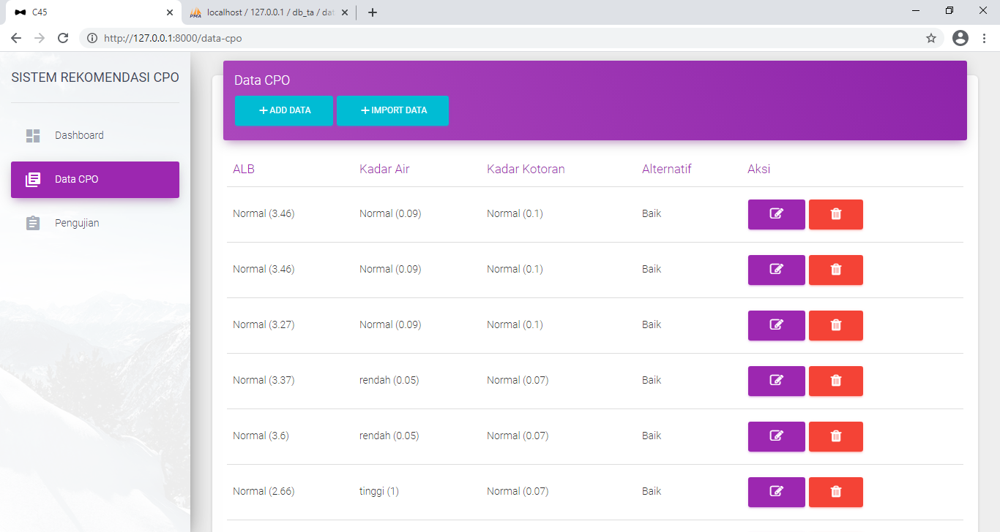 C45
localhost / 127.0.0.1 / db_ta / dat
http://127.0.0.1:8000/data-cpo
SISTEM REKOMENDASI CPO
Dashboard
Data CPO
Pengujian
Data CPO
+ ADD DATA + IMPORT DATA
ALB Kadar Air Kadar Kotoran Alternatif Aksi
Normal (3.46) Normal (0.09) Normal (0.1) Baik
Normal (3.46) Normal (0.09) Normal (0.1) Baik
Normal (3.27) Normal (0.09) Normal (0.1) Baik
Normal (3.37) rendah (0.05) Normal (0.07) Baik
Normal (3.6) rendah (0.05) Normal (0.07) Baik
Normal (2.66) tinggi (1) Normal (0.07) Baik